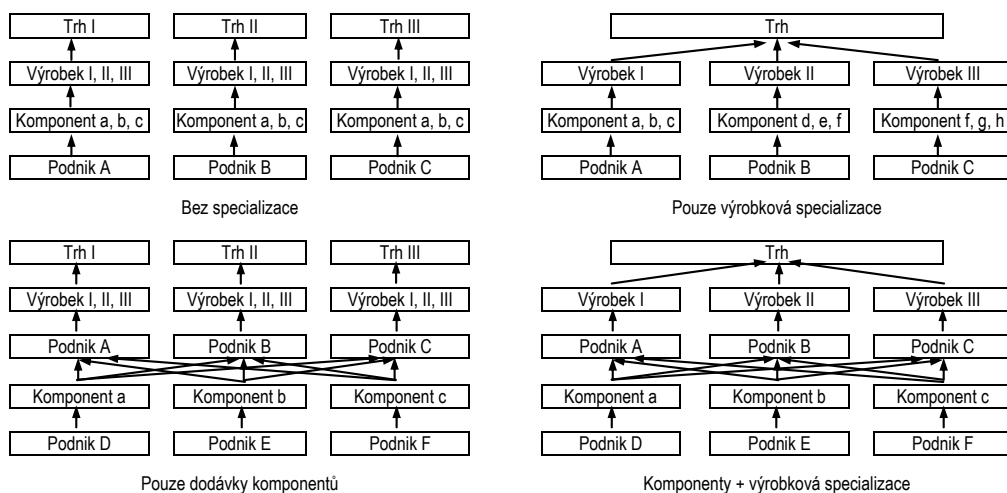 Trh I
Trh II
Trh III
Výrobek I, II, III
Výrobek I, II, III
Výrobek I, II, III
Komponent a, b, c
Komponent a, b, c
Komponent a, b, c
Podnik A
Podnik B
Podnik C
Bez specializace
Trh
Výrobek I
Výrobek II
Výrobek III
Komponent a, b, c
Komponent d, e, f
Komponent f, g, h
Podnik A
Podnik B
Podnik C
Pouze výrobková specializace
Trh I
Trh II
Trh III
Výrobek I, II, III
Výrobek I, II, III
Výrobek I, II, III
Podnik A
Podnik B
Podnik C
Komponent a
Komponent b
Komponent c
Podnik D
Podnik E
Podnik F
Pouze dodávky komponentů
Trh
Výrobek I
Výrobek II
Výrobek III
Podnik A
Podnik B
Podnik C
Komponent a
Komponent b
Komponent c
Podnik D
Podnik E
Podnik F
Komponenty + výrobková specializace